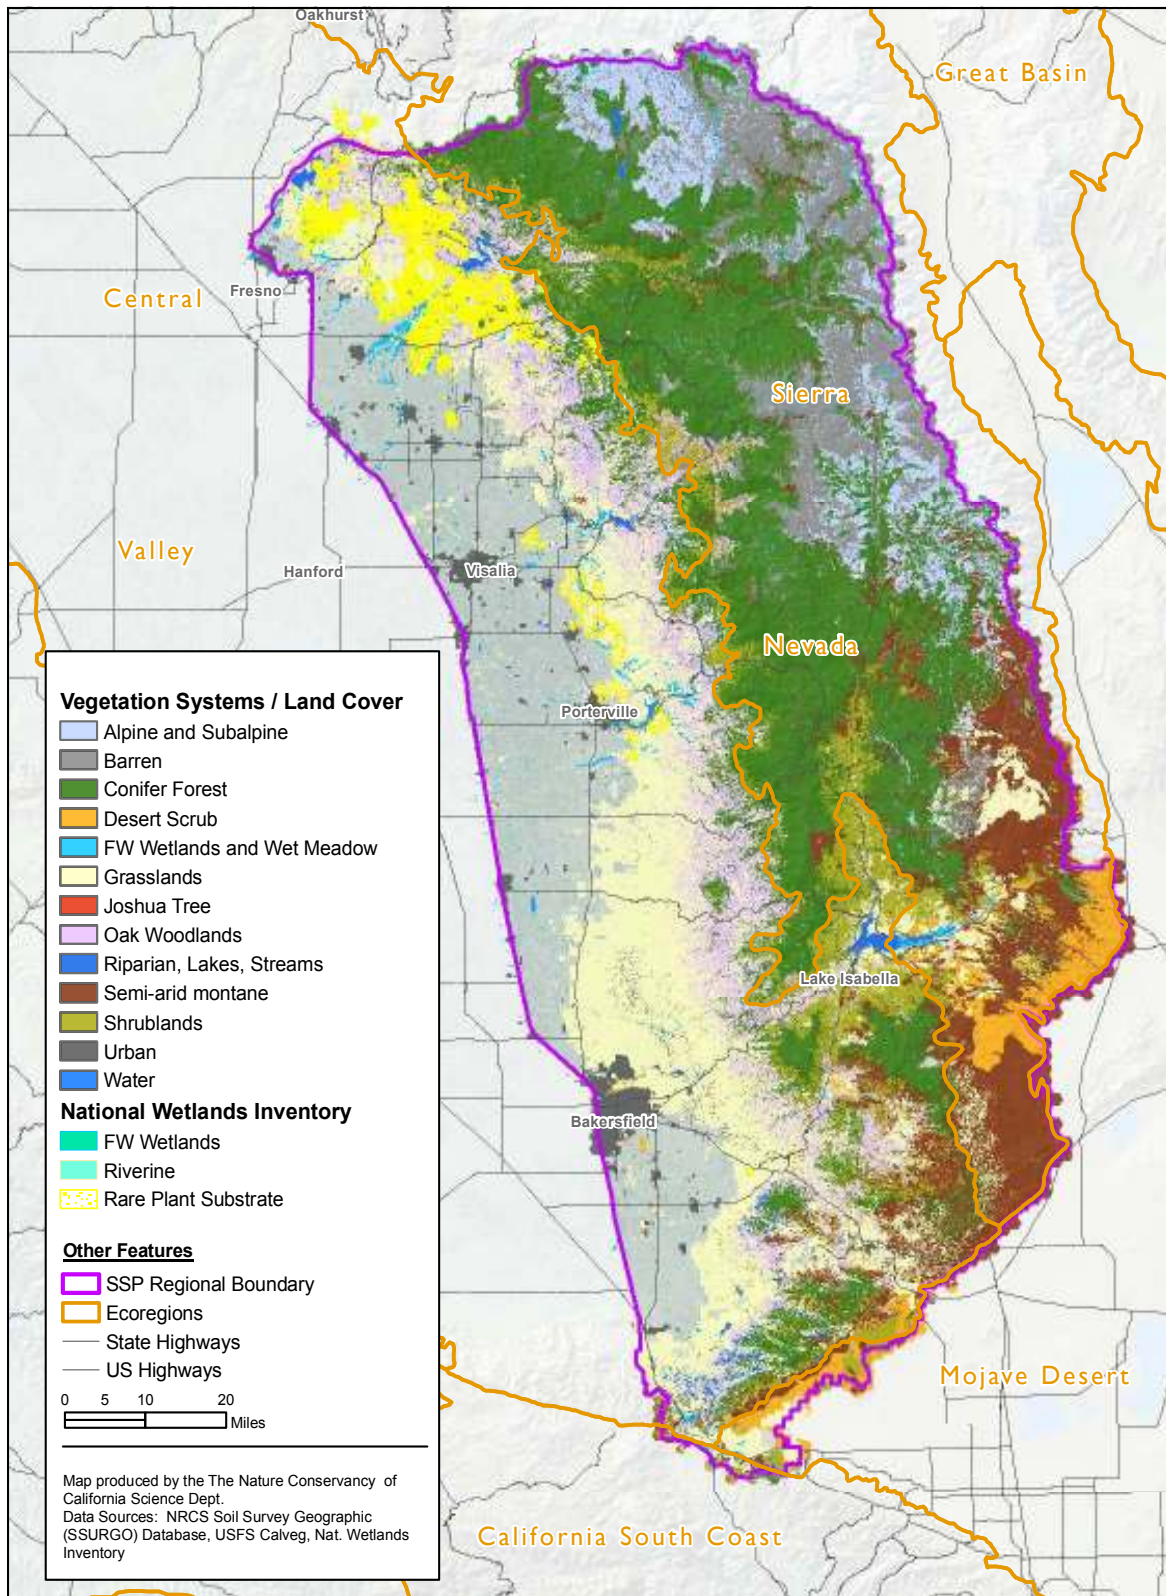 Oakhurst
Great Basin
Central
Fresno
Sierra
Valley
Hanford
Visalia
Nevada
Porterville
Lake Isabella
Bakersfield
Mojave Desert
California South Coast
Vegetation Systems / Land Cover
Alpine and Subalpine
Barren
Conifer Forest
Desert Scrub
FW Wetlands and Wet Meadow
Grasslands
Joshua Tree
Oak Woodlands
Riparian, Lakes, Streams
Semi-arid montane
Shrublands
Urban
Water
National Wetlands Inventory
FW Wetlands
Riverine
Rare Plant Substrate
Other Features
SSP Regional Boundary
Ecoregions
State Highways
US Highways
0 5 10 20
Miles
Map produced by the The Nature Conservancy of
California Science Dept.
Data Sources: NRCS Soil Survey Geographic
(SSURGO) Database, USFS Calveg, Nat. Wetlands
Inventory